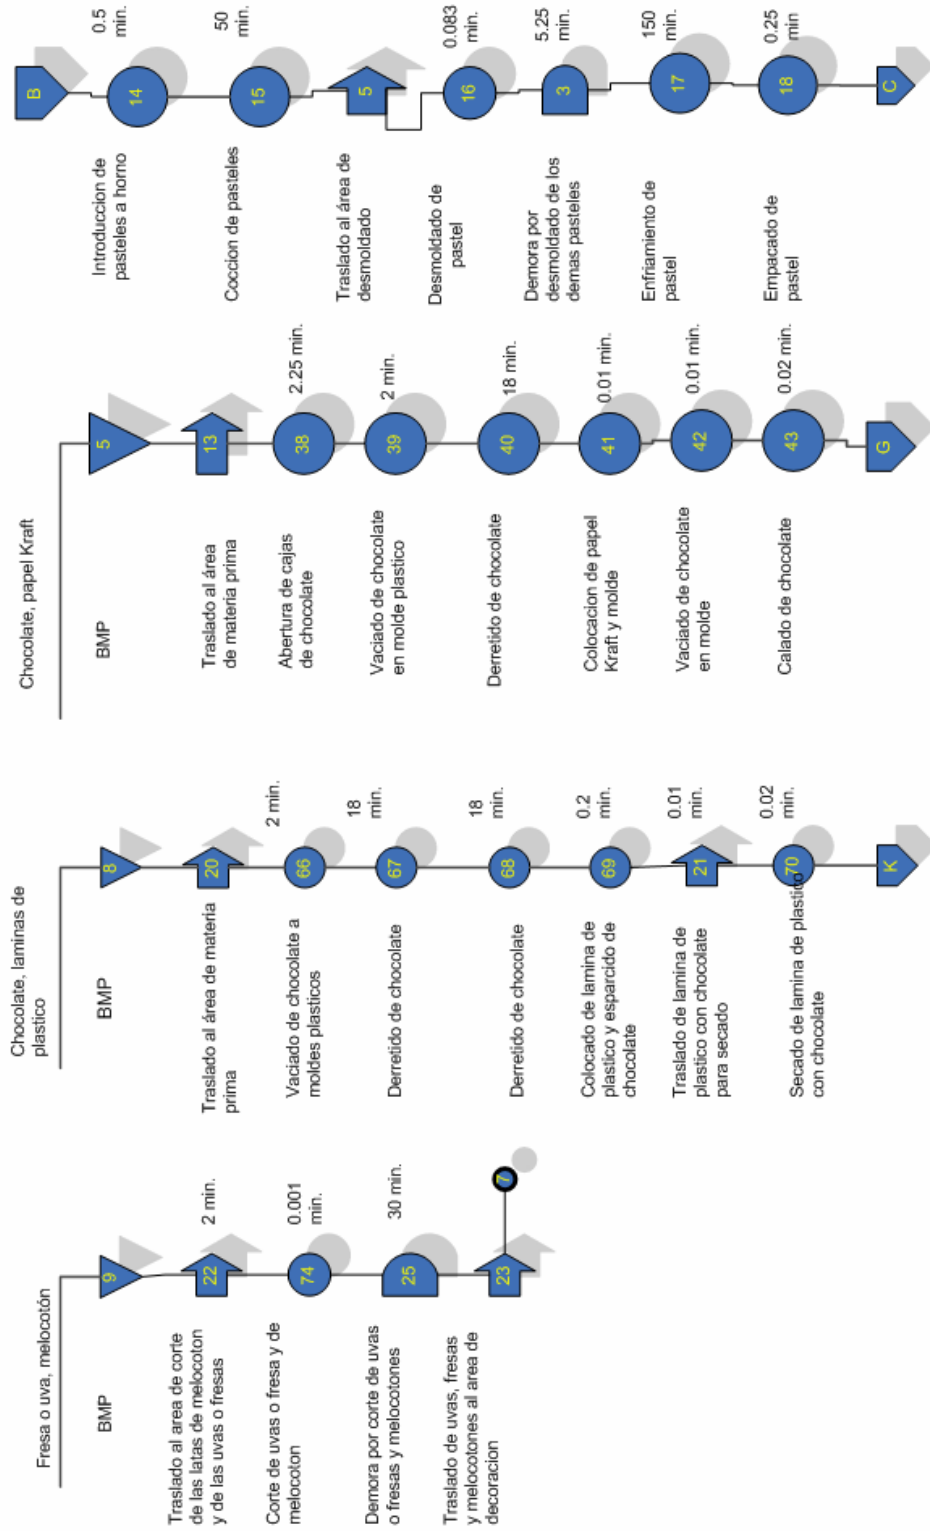 Fresa o uva, melocotón
BMP
9
Traslado al area de corte
de las latas de melocoton
y de las uvas o fresas
22
2 min.
Corte de uvas o fresa y de
melocoton
74
0.001
min.
Demora por corte de uvas
o fresas y melocotones
25
30 min.
Traslado de uvas, fresas
y melocotones al area de
decoracion
23
7
Chocolate, laminas de
plastico
BMP
8
Traslado al área de materia
prima
20
Vaciado de chocolate a
moldes plasticos
66
2 min.
Derretido de chocolate
67
18
min.
Derretido de chocolate
68
18
min.
Colocado de lamina de
plastico y esparcido de
chocolate
69
0.2
min.
Traslado de lamina de
plastico con chocolate
para secado
21
0.01
min.
Secado de lamina de plastico
con chocolate
70
0.02
min.
K
Chocolate, papel Kraft
BMP
5
Traslado al área
de materia prima
13
Abertura de cajas
de chocolate
38
2.25 min.
Vaciado de chocolate
en molde plastico
39
2 min.
Derretido de chocolate
40
18 min.
Colocacion de papel
Kraft y molde
41
0.01 min.
Vaciado de chocolate
en molde
42
0.01 min.
Calado de chocolate
43
0.02 min.
G
B
Introduccion de
pasteles a horno
14
0.5
min.
Coccion de pasteles
15
50
min.
Traslado al área de
desmoldado
5
Desmoldado de
pastel
16
0.083
min.
Demora por
desmoldado de los
demas pasteles
3
5.25
min.
Enfriamiento de
pastel
17
150
min.
Empacado de
pastel
18
0.25
min
C